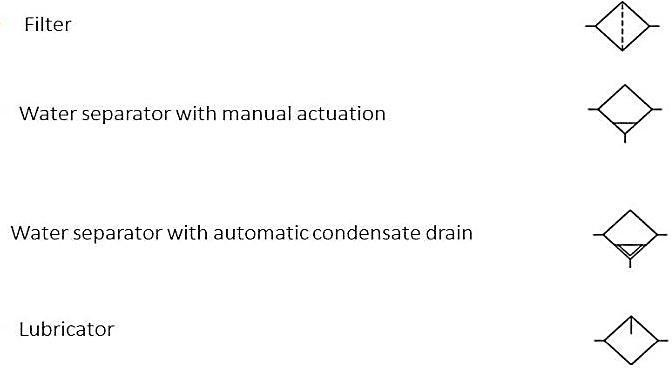 Filter
Water separator with manual actuation
Water separator with automatic condensate drain
Lubricator